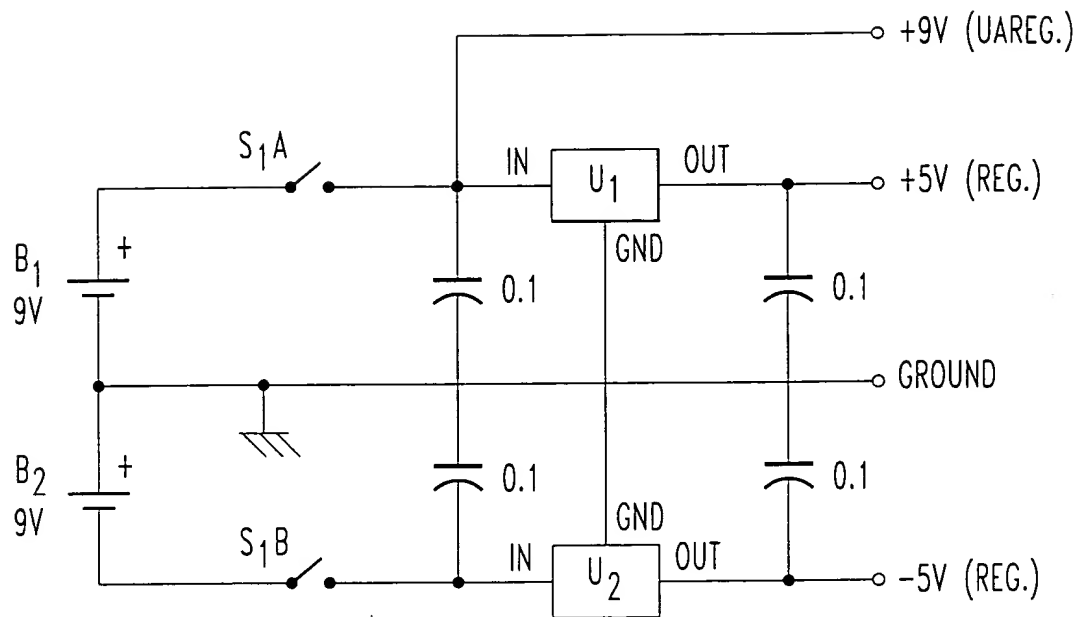 +9V (UAREG.)
S1A
IN
U1
OUT
+5V (REG.)
GND
B1
9V
+
0.1
0.1
GROUND
B2
9V
+
0.1
0.1
GND
S1B
IN
U2
OUT
-5V (REG.)